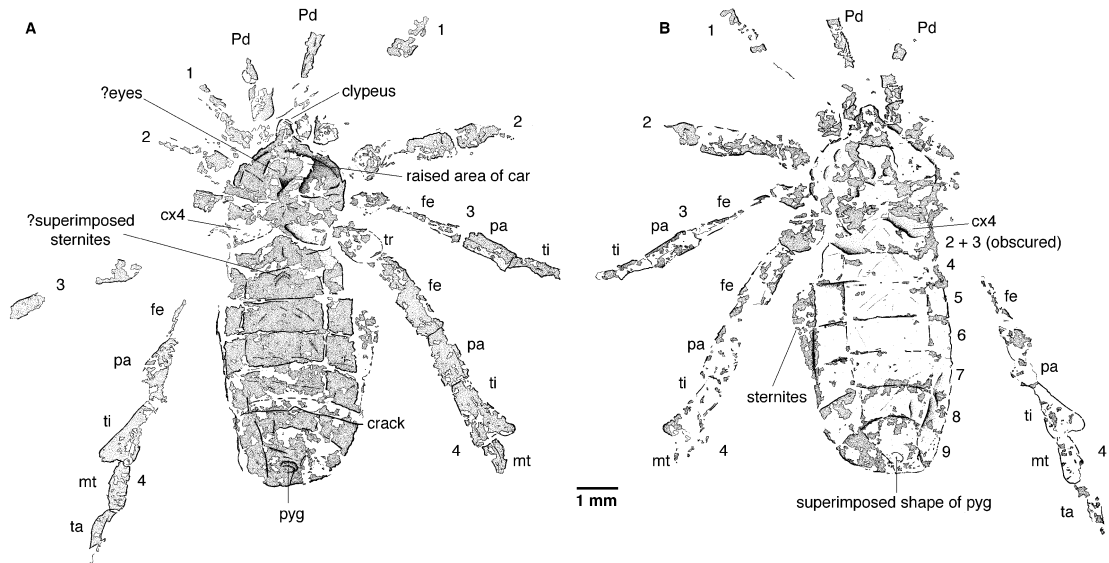 A
Pd
Pd
1
1
?eyes
clypeus
2
2
raised area of car
cx4
fe
3
pa
ti
?superimposed
sternites
tr
3
fe
fe
pa
pa
ti
ti
crack
4
mt
mt
4
pyg
ta
1 mm
B
1
Pd
Pd
2
fe
3
pa
ti
cx4
2 + 3 (obscured)
4
fe
5
fe
6
pa
pa
7
ti
ti
sternites
8
mt
4
9
mt
4
superimposed shape of pyg
ta